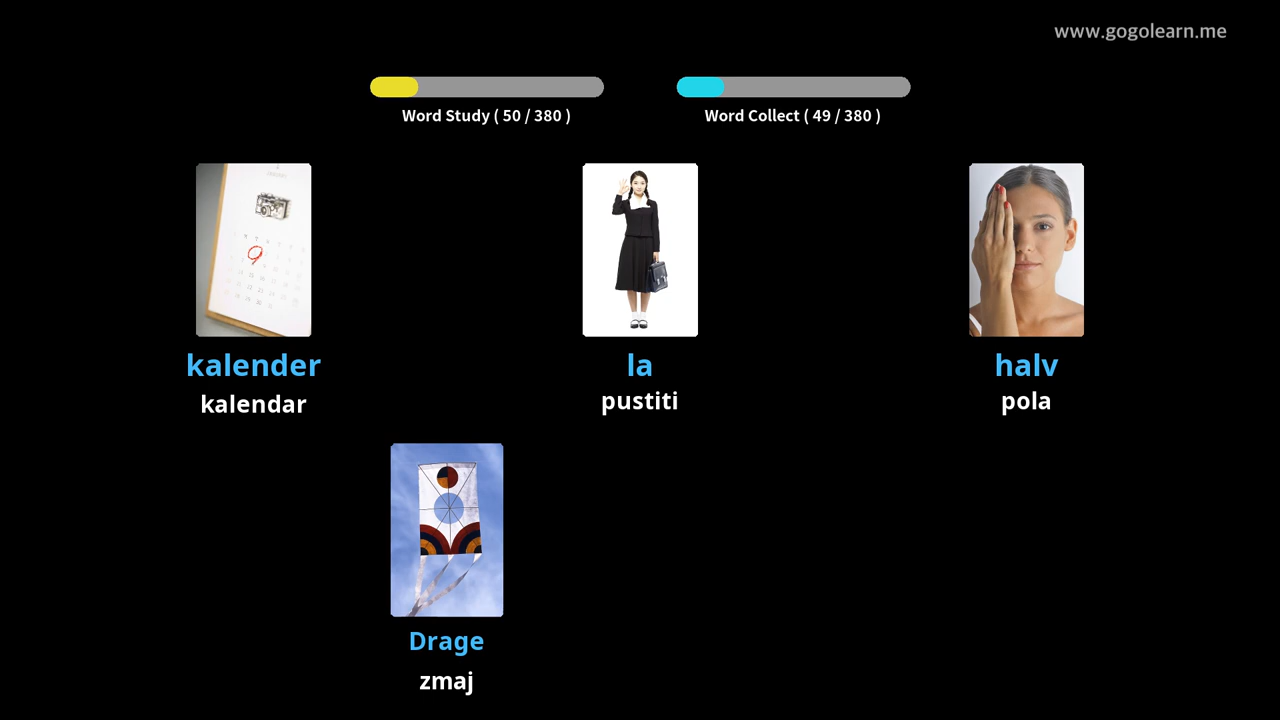 www.gogolearn.me
Word Study ( 50 / 380 )
Word Collect ( 49 / 380 )
kalender
kalendar
la
pustiti
halv
pola
Drage
zmaj